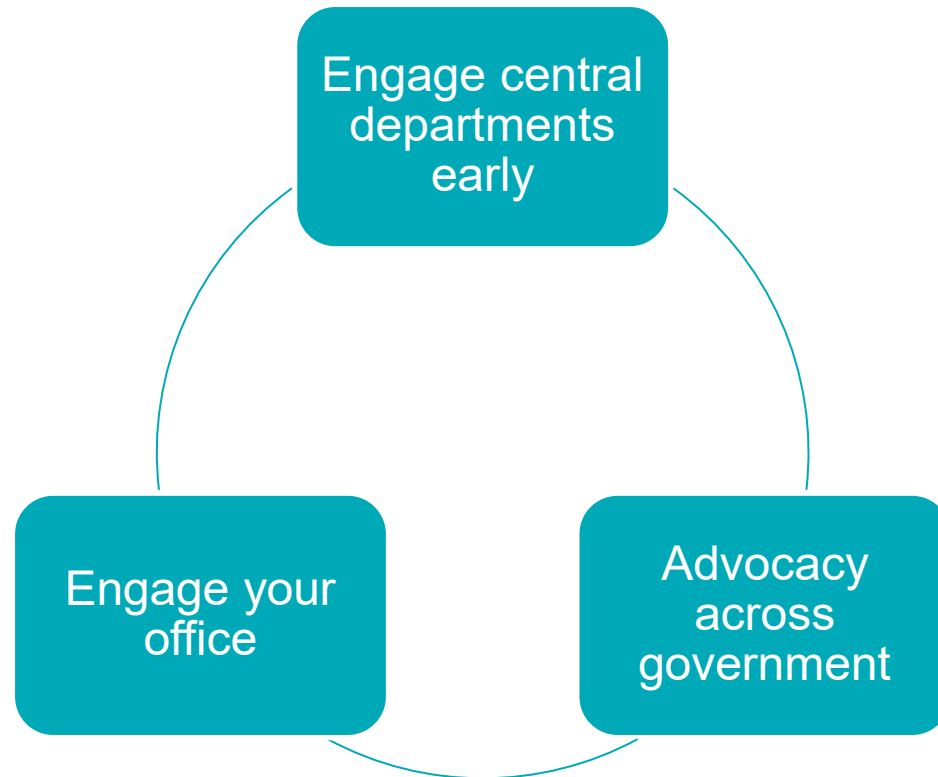 Engage central
departments
early
Engage your
office
Advocacy
across
government